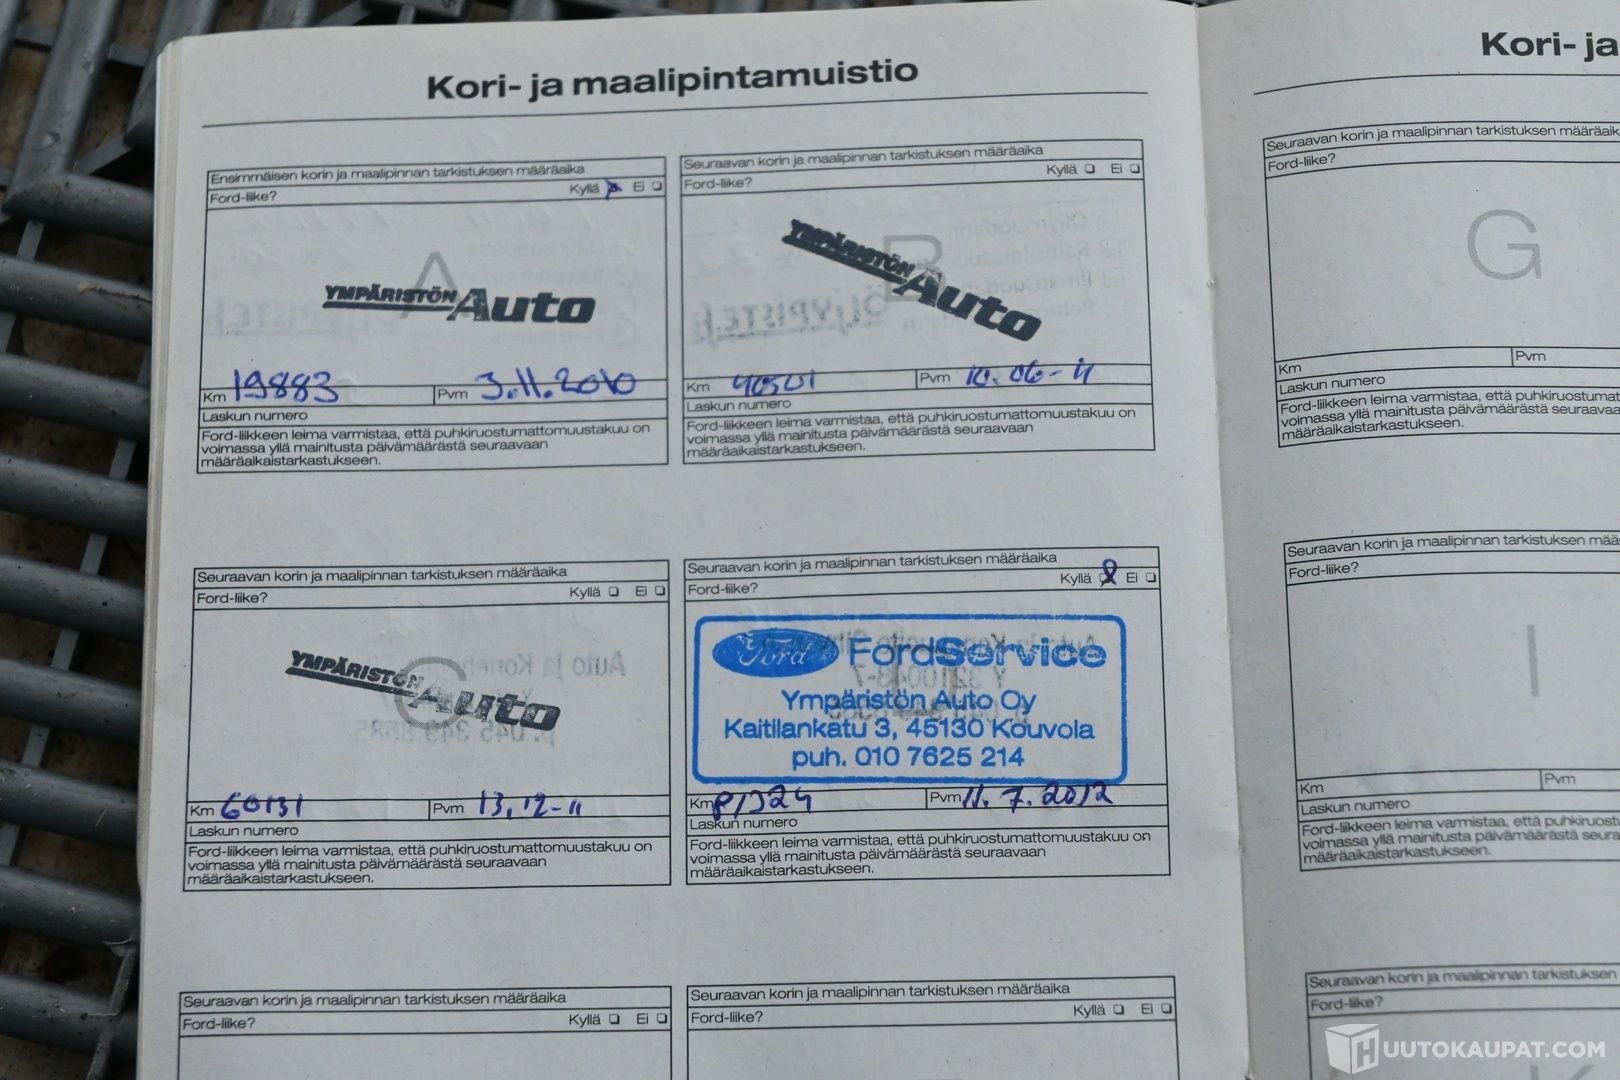 Kori- ja maalipintamuistio
Ensimmäisen korin ja maalipinnan tarkistuksen määräaika
Ford-liike? Kyllä Ei
A
YMPÄRISTÖN Auto
Km 19883 Pvm 3.11.2010
Laskun numero
Ford-liikkeen leima varmistaa, että puhkiruostumattomuustakuu on
voimassa yllä mainitusta päivämäärästä seuraavaan
määräaikaistarkastukseen.
Seuraavan korin ja maalipinnan tarkistuksen määräaika
Ford-liike? Kyllä Ei
B
YMPÄRISTÖN Auto
Km 40501 Pvm 10.06-11
Laskun numero
Ford-liikkeen leima varmistaa, että puhkiruostumattomuustakuu on
voimassa yllä mainitusta päivämäärästä seuraavaan
määräaikaistarkastukseen.
Seuraavan korin ja maalipinnan tarkistuksen määräaika
Ford-liike? Kyllä Ei
C
YMPÄRISTÖN Auto
Km 60131 Pvm 13.12-11
Laskun numero
Ford-liikkeen leima varmistaa, että puhkiruostumattomuustakuu on
voimassa yllä mainitusta päivämäärästä seuraavaan
määräaikaistarkastukseen.
Seuraavan korin ja maalipinnan tarkistuksen määräaika
Ford-liike? Kyllä Ei
Ford FordService
Ympäristön Auto Oy
Kaitilankatu 3, 45130 Kouvola
puh. 010 7625 214
Km Pvm 11.7.2012
Laskun numero
Ford-liikkeen leima varmistaa, että puhkiruostumattomuustakuu on
voimassa yllä mainitusta päivämäärästä seuraavaan
määräaikaistarkastukseen.
Seuraavan korin ja maalipinnan tarkistuksen määräaika
Ford-liike? Kyllä Ei
Seuraavan korin ja maalipinnan tarkistuksen määräaika
Ford-liike? Kyllä Ei
Kori- ja
Seuraavan korin ja maalipinnan tarkistuksen määräaik
Ford-liike?
G
Km Pvm
Laskun numero
Ford-liikkeen leima varmistaa, että puhkiruostumat
voimassa yllä mainitusta päivämäärästä seuraava
määräaikaistarkastukseen.
Seuraavan korin ja maalipinnan tarkistuksen mää
Ford-liike?
I
Km Pvm
Laskun numero
Ford-liikkeen leima varmistaa, että puhkiruost
voimassa yllä mainitusta päivämäärästä seura
määräaikaistarkastukseen.
Seuraavan korin ja maalipinnan tarkistuksen
Ford-liike?
HUUTOKAUPAT.COM